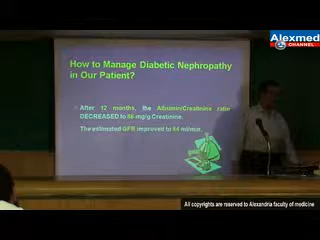 Alexmed
CHANNEL
How to Manage Diabetic Nephropathy
in Our Patient?
After 12 months, the Albumin/Creatinine ratio
DECREASED to 86 mg/g Creatinine.
The estimated GFR improved to 64 ml/mur.
All copyrights are reserved to Alexandria faculty of medicine